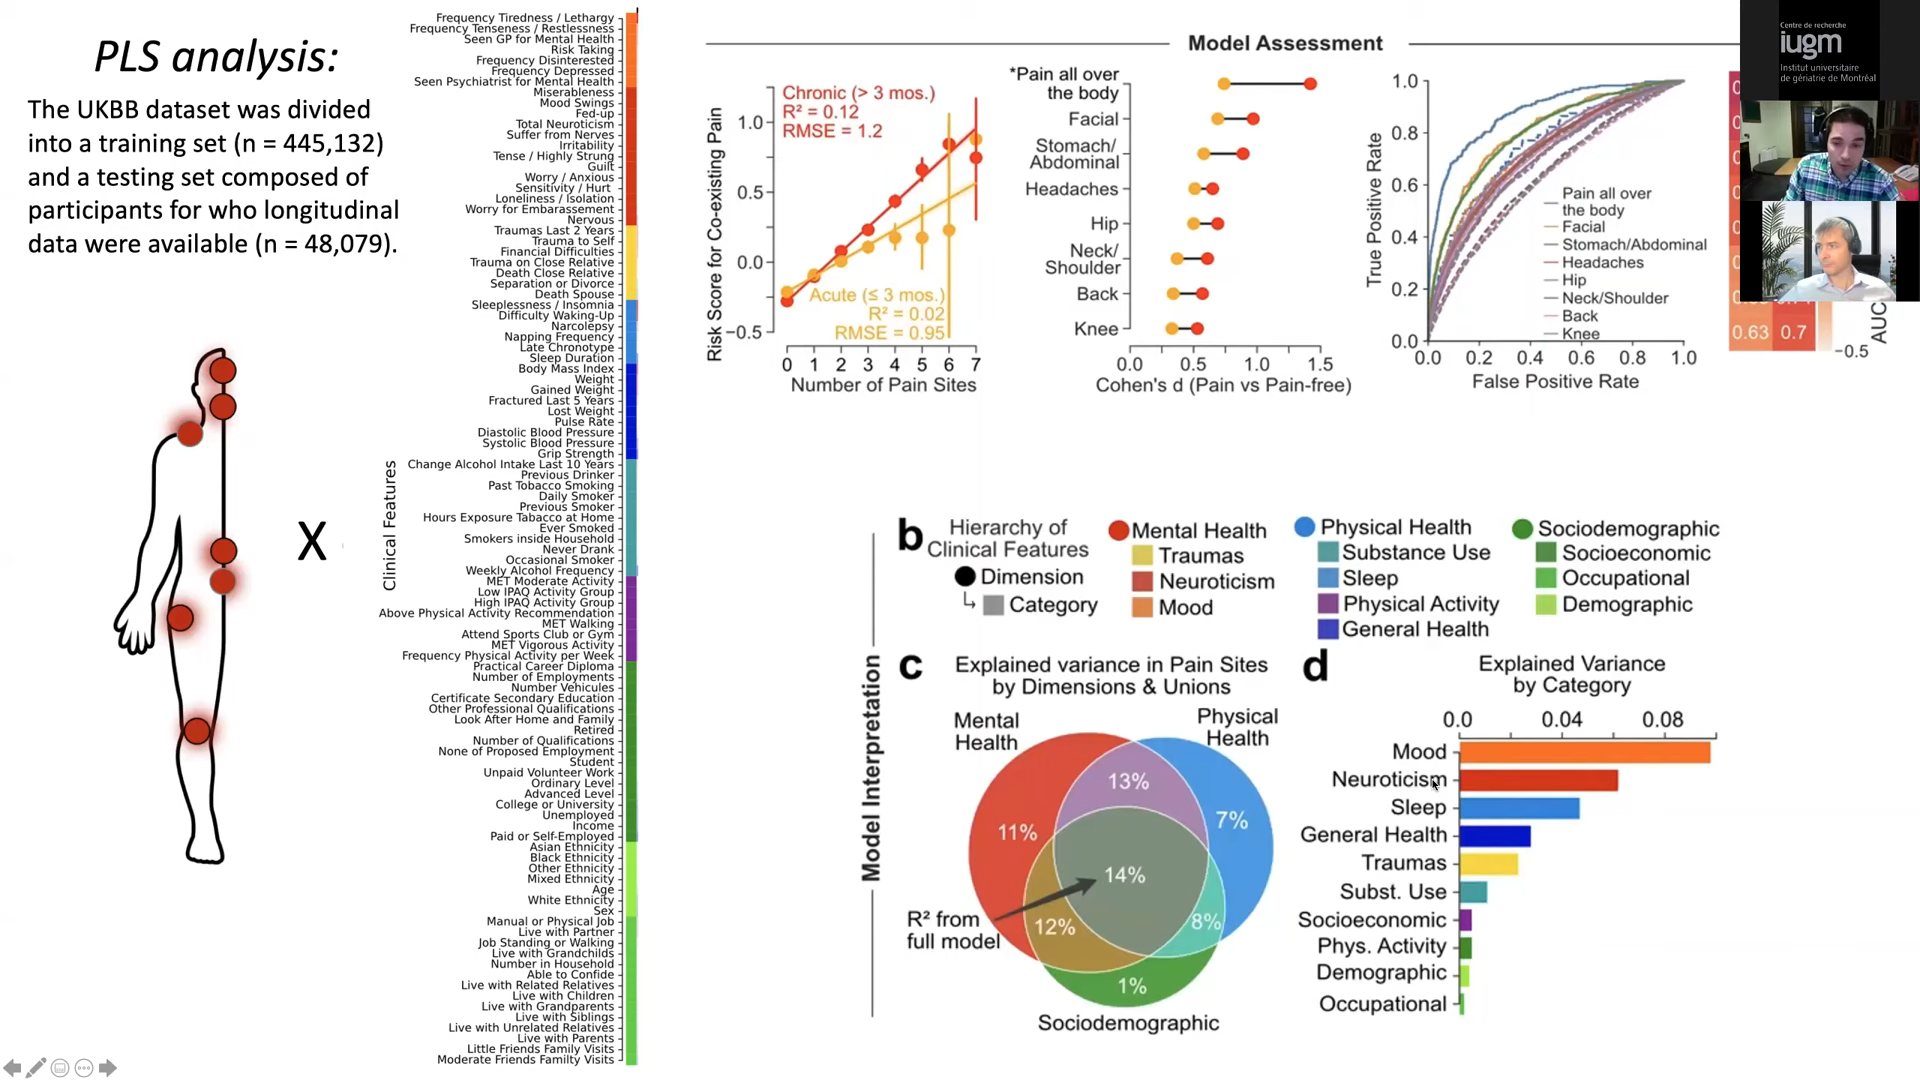 PLS analysis:
The UKBB dataset was divided
into a training set (n = 445,132)
and a testing set composed of
participants for who longitudinal
data were available (n = 48,079).
X
Clinical Features
Frequency Tiredness / Lethargy
Frequency Tenseness / Restlessness
Seen GP for Mental Health
Risk Taking
Frequency Disinterested
Frequency Depressed
Seen Psychiatrist for Mental Health
Miserableness
Mood Swings
Fed-up
Total Neuroticism
Suffer from Nerves
Irritability
Tense / Highly Strung
Guilt
Worry / Anxious
Sensitivity / Hurt
Loneliness / Isolation
Worry for Embarassement
Nervous
Traumas Last 2 Years
Trauma to Self
Financial Difficulties
Trauma on Close Relative
Death Close Relative
Separation or Divorce
Death Spouse
Sleeplessness / Insomnia
Difficulty Waking-Up
Narcolepsy
Napping Frequency
Late Chronotype
Sleep Duration
Body Mass Index
Weight
Gained Weight
Fractured Last 5 Years
Lost Weight
Pulse Rate
Diastolic Blood Pressure
Systolic Blood Pressure
Grip Strength
Change Alcohol Intake Last 10 Years
Previous Drinker
Past Tobacco Smoking
Daily Smoker
Previous Smoker
Hours Exposure Tabacco at Home
Ever Smoked
Smokers inside Household
Never Drank
Occasional Smoker
Weekly Alcohol Frequency
MET Moderate Activity
Low IPAQ Activity Group
High IPAQ Activity Group
Above Physical Activity Recommendation
MET Walking
Attend Sports Club or Gym
MET Vigorous Activity
Frequency Physical Activity per Week
Practical Career Diploma
Number of Employments
Number Vehicules
Certificate Secondary Education
Other Professional Qualifications
Look After Home and Family
Retired
Number of Qualifications
None of Proposed Employment
Student
Unpaid Volunteer Work
Ordinary Level
Advanced Level
College or University
Unemployed
Income
Paid or Self-Employed
Asian Ethnicity
Black Ethnicity
Other Ethnicity
Mixed Ethnicity
Age
White Ethnicity
Sex
Manual or Physical Job
Live with Partner
Job Standing or Walking
Live with Grandchilds
Number in Household
Able to Confide
Live with Related Relatives
Live with Children
Live with Grandparents
Live with Siblings
Live with Unrelated Relatives
Live with Parents
Little Friends Family Visits
Moderate Friends Familty Visits
Model Assessment
Risk Score for Co-existing Pain
1.0
0.5
0.0
−0.5
Chronic (> 3 mos.)
R² = 0.12
RMSE = 1.2
Acute (≤ 3 mos.)
R² = 0.02
RMSE = 0.95
0 1 2 3 4 5 6 7
Number of Pain Sites
*Pain all over
the body
Facial
Stomach/
Abdominal
Headaches
Hip
Neck/
Shoulder
Back
Knee
0.0 0.5 1.0 1.5
Cohen's d (Pain vs Pain-free)
True Positive Rate
1.0
0.8
0.6
0.4
0.2
0.0
Pain all over
the body
Facial
Stomach/Abdominal
Headaches
Hip
Neck/Shoulder
Back
Knee
0.0 0.2 0.4 0.6 0.8 1.0
False Positive Rate
0.63 0.7
−0.5
AUC
Centre de recherche
iugm
Institut universitaire
de gériatrie de Montréal
Model Interpretation
b
Hierarchy of
Clinical Features
Dimension
Category
Mental Health
Traumas
Neuroticism
Mood
Physical Health
Substance Use
Sleep
Physical Activity
General Health
Sociodemographic
Socioeconomic
Occupational
Demographic
c
Explained variance in Pain Sites
by Dimensions & Unions
Mental
Health
Physical
Health
13%
11%
7%
14%
12%
8%
1%
R² from
full model
Sociodemographic
d
Explained Variance
by Category
0.0 0.04 0.08
Mood
Neuroticism
Sleep
General Health
Traumas
Subst. Use
Socioeconomic
Phys. Activity
Demographic
Occupational